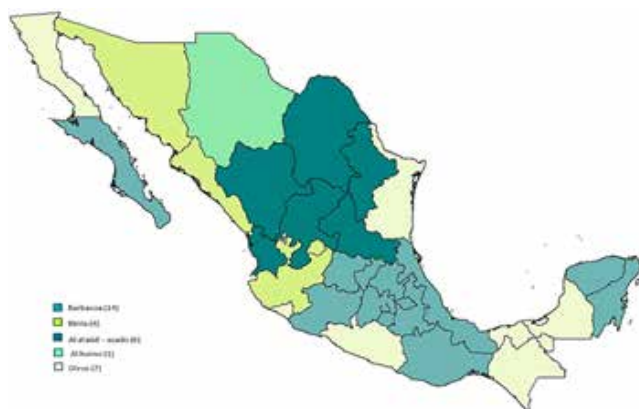 Barbacoa (14)
Birria (4)
Al ataúd - asado (6)
Al horno (1)
Otros (7)